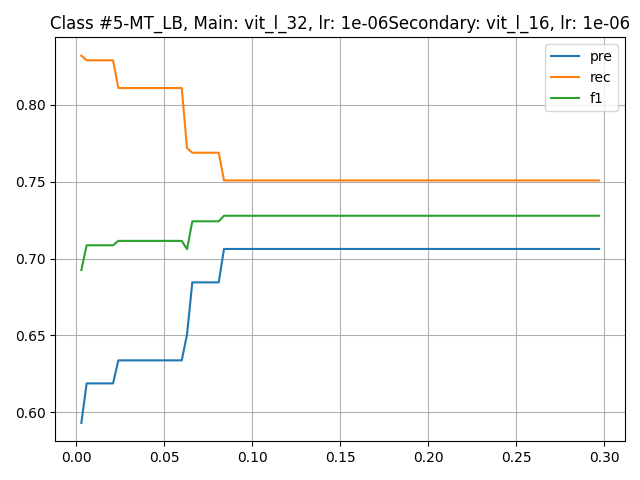 Class #5-MT_LB, Main: vit_l_32, lr: 1e-06Secondary: vit_l_16, lr: 1e-06
pre
rec
f1
0.80
0.75
0.70
0.65
0.60
0.00 0.05 0.10 0.15 0.20 0.25 0.30